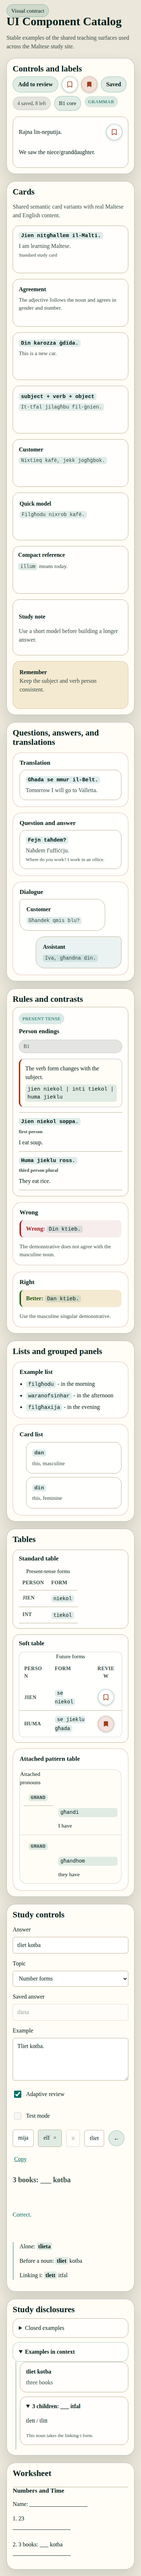 Visual contract
UI Component Catalog
Stable examples of the shared teaching surfaces used
across the Maltese study site.
Controls and labels
Add to review
Saved
4 saved, 8 left
B1 core
GRAMMAR
Bajna lin-neputija.
We saw the niece/granddaughter.
Cards
Shared semantic card variants with real Maltese
and English content.
Jien nitgħallem il-Malti.
I am learning Maltese.
Standard study card
Agreement
The adjective follows the noun and agrees in
gender and number.
Din karozza ġdida.
This is a new car.
subject + verb + object
It-tfal jilagħbu fil-ġnien.
Customer
Nixtieq kafè, jekk jogħġbok.
Quick model
Filgħodu nixrob kafè.
Compact reference
illum means today.
Study note
Use a short model before building a longer
answer.
Remember
Keep the subject and verb person
consistent.
Questions, answers, and
translations
Translation
Għada se mmur il-Belt.
Tomorrow I will go to Valletta.
Question and answer
Fejn taħdem?
Naħdem f'uffiċċju.
Where do you work? I work in an office.
Dialogue
Customer
Għandek qmis blu?
Assistant
Iva, għandna din.
Rules and contrasts
PRESENT TENSE
Person endings
B1
The verb form changes with the
subject.
jien niekol | inti tiekol |
huma jieklu
Jien niekol soppa.
first person
I eat soup.
Huma jieklu ross.
third person plural
They eat rice.
Wrong
Wrong: Din ktieb.
The demonstrative does not agree with the
masculine noun.
Right
Better: Dan ktieb.
Use the masculine singular demonstrative.
Lists and grouped panels
Example list
filgħodu - in the morning
waranofsinhar - in the afternoon
filgħaxija - in the evening
Card list
dan
this, masculine
din
this, feminine
Tables
Standard table
Present-tense forms
PERSON FORM
JIEN niekol
INT tiekol
Soft table
Future forms
PERSO
N FORM REVIE
W
JIEN se
niekol
HUMA se jieklu
għada
Attached pattern table
Attached
pronouns
GĦAND
għandi
I have
GĦAND
għandhom
they have
Study controls
Answer
tliet kotba
Topic
Number forms
Saved answer
tlieta
Example
Tliet kotba.
Adaptive review
Test mode
mija
elf ×
tliet
←
Copy
3 books: ___ kotba
Correct.
Alone: tlieta
Before a noun: tliet kotba
Linking t: tlett itfal
Study disclosures
Closed examples
Examples in context
tliet kotba
three books
3 children: ___ itfal
tlett / tlitt
This noun takes the linking-t form.
Worksheet
Numbers and Time
Name: ____________________
1. 23
____________________
2. 3 books: ___ kotba
____________________